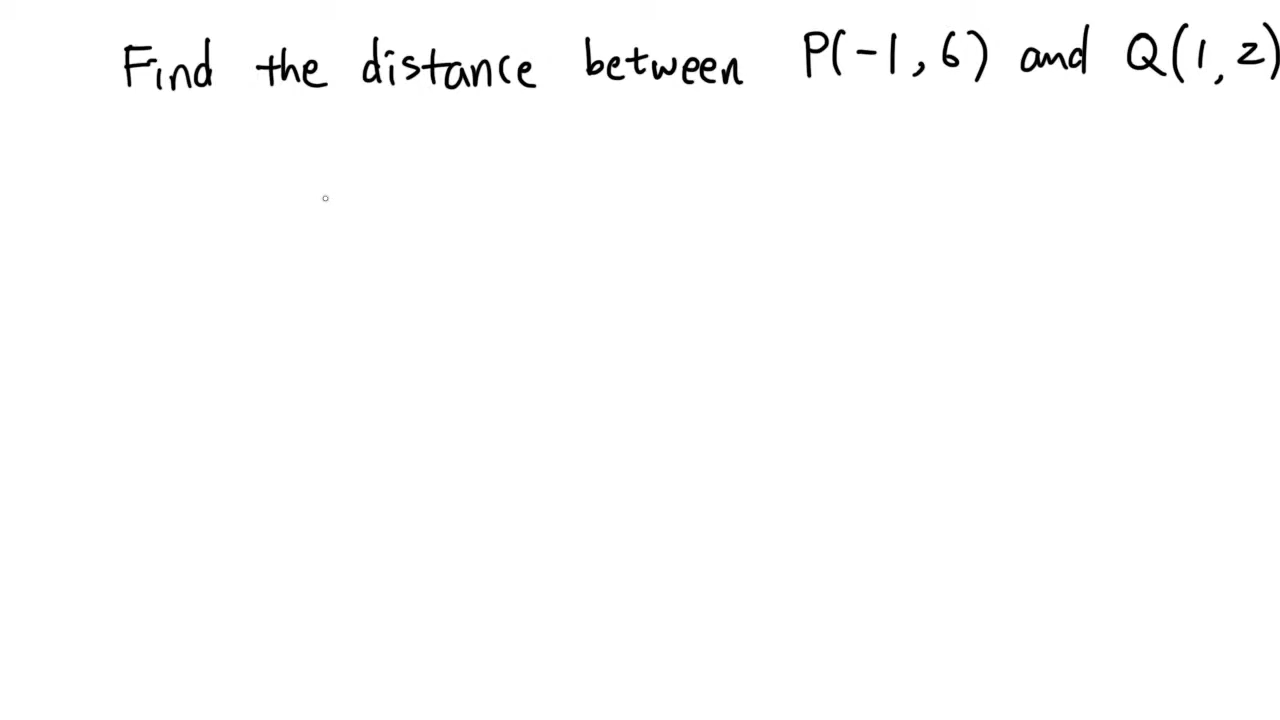 Find the distance between P(-1, 6) and Q(1, 2)